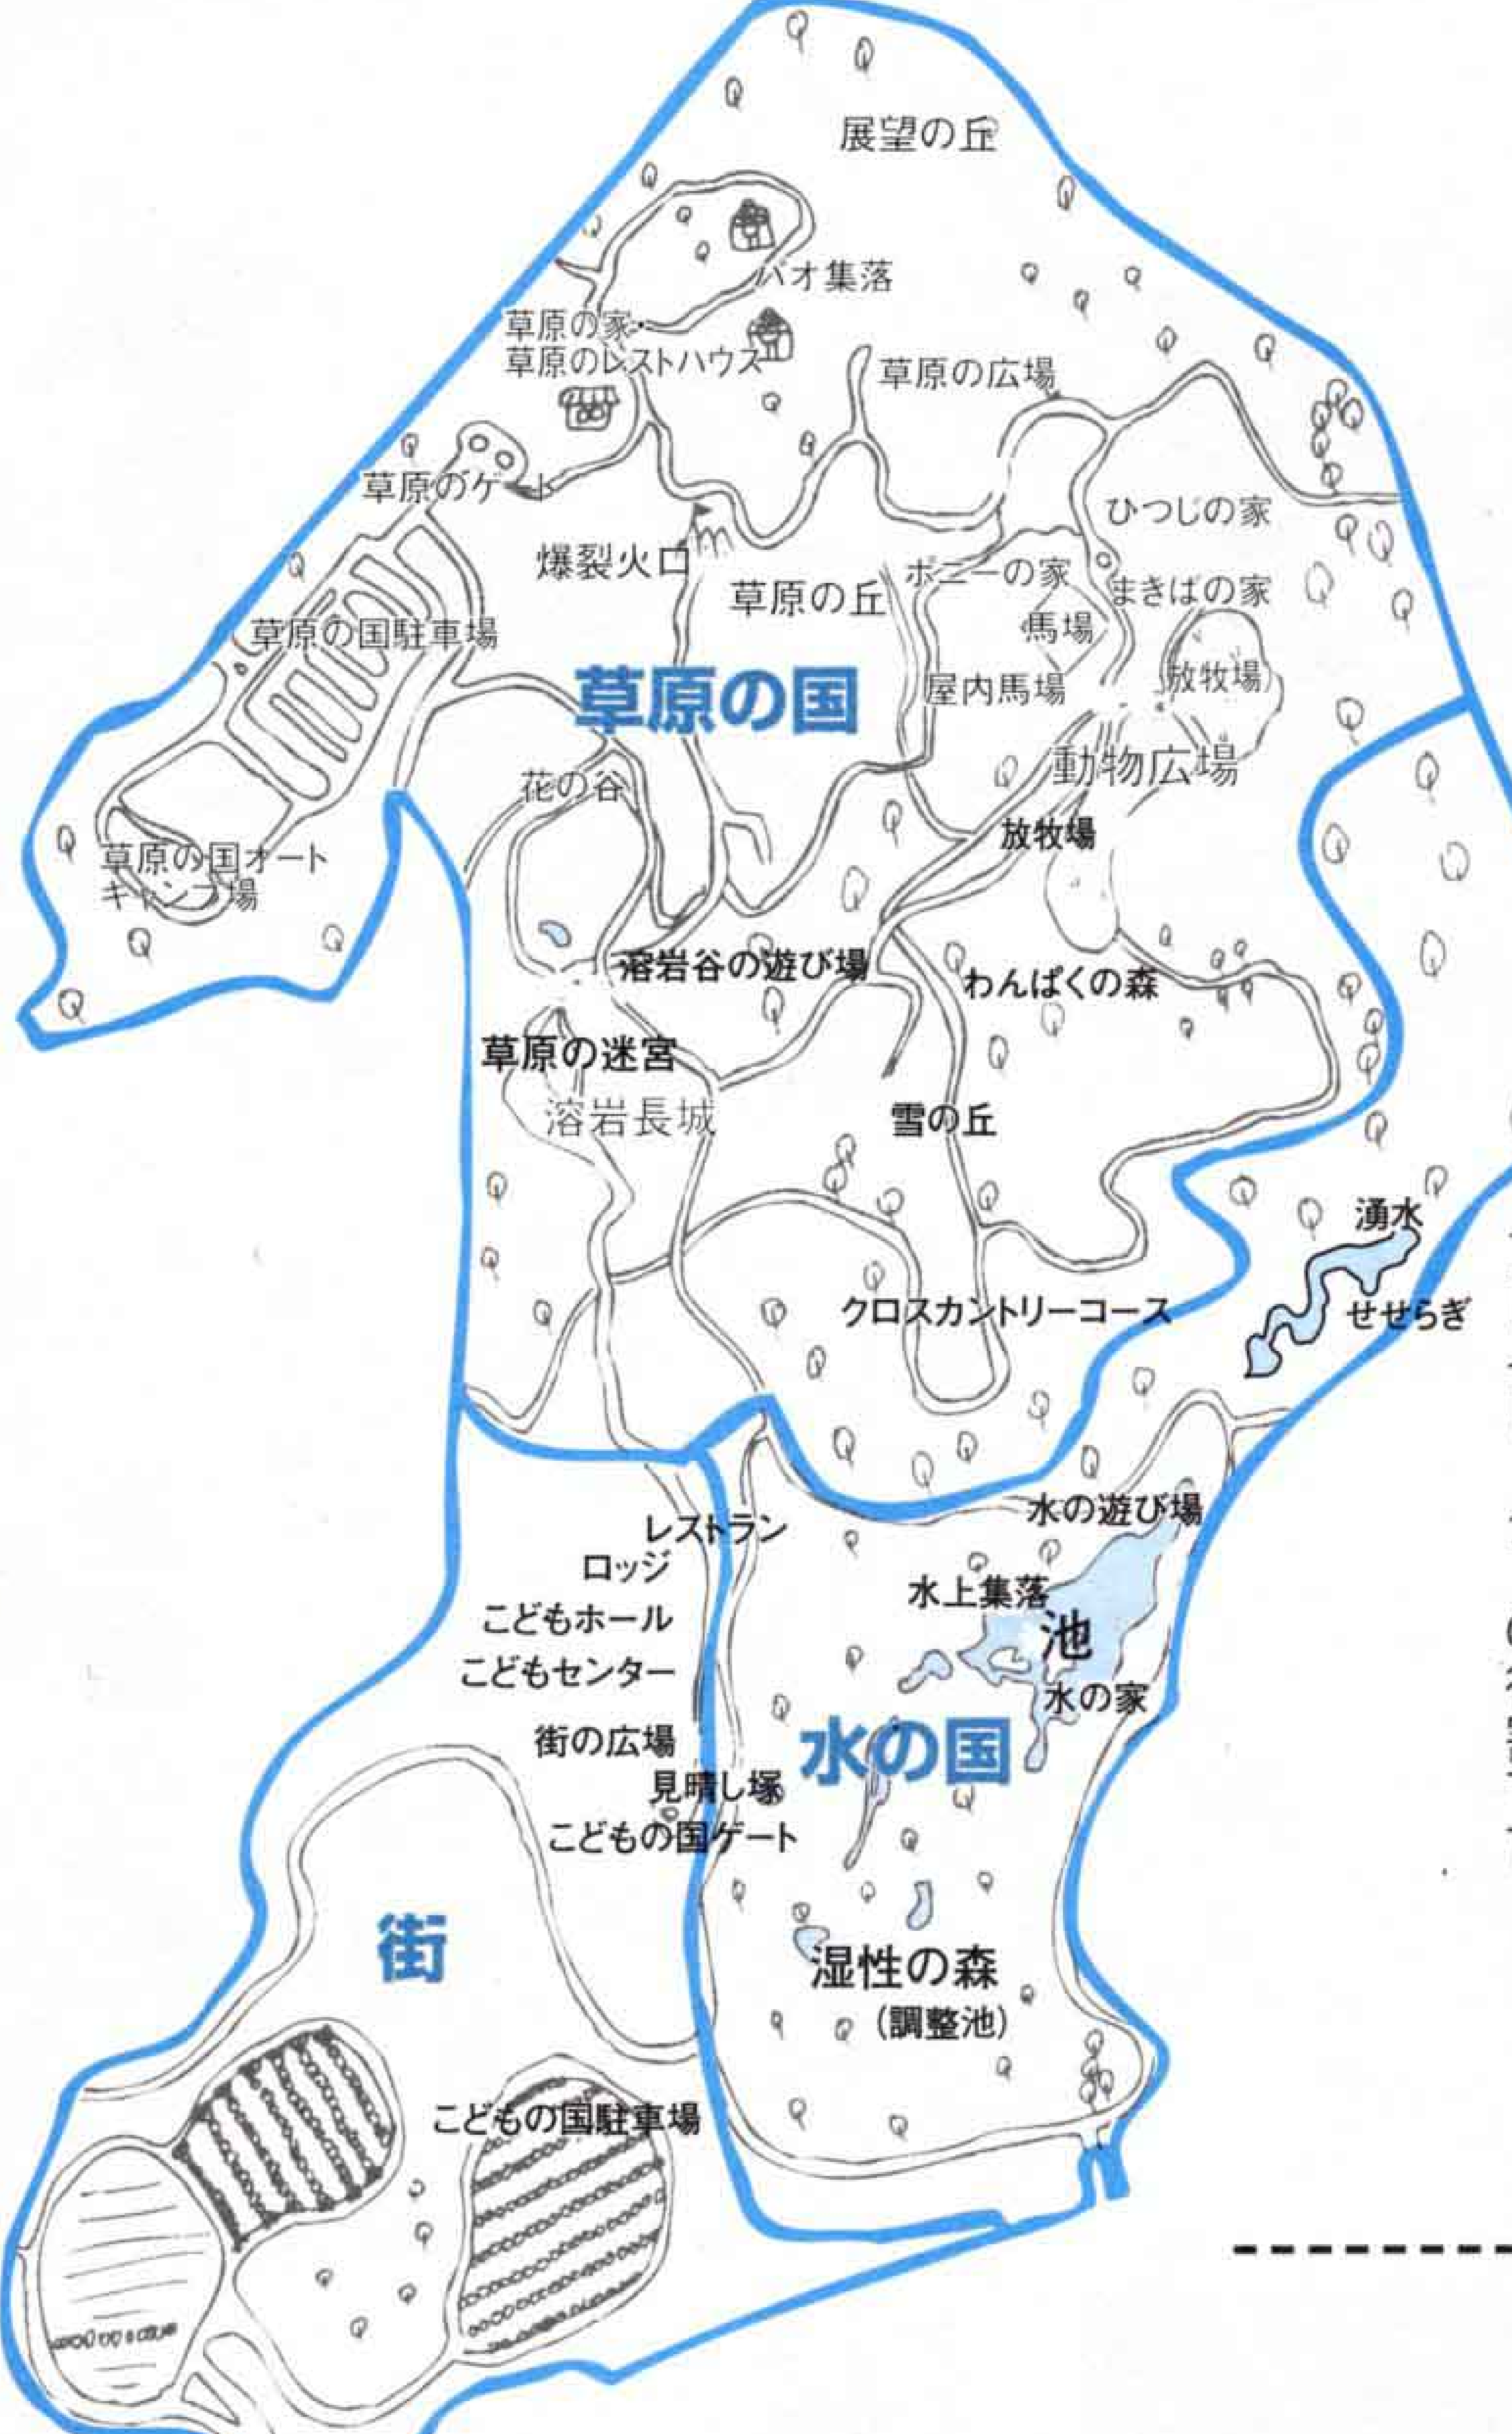 展望の丘
パオ集落
草原の家
草原のレストハウス
草原の広場
草原のゲート
ひつじの家
爆裂火口
ポニーの家
草原の丘
まきばの家
馬場
草原の国駐車場
草原の国
屋内馬場
放牧場
動物広場
花の谷
放牧場
草原の国オート
キャンプ場
溶岩谷の遊び場
わんぱくの森
草原の迷宮
溶岩長城
雪の丘
湧水
クロスカントリーコース
せせらぎ
水の遊び場
レストラン
ロッジ
水上集落
こどもホール
池
こどもセンター
水の家
街の広場
水の国
見晴し塚
こどもの国ゲート
街
湿性の森
(調整池)
こどもの国駐車場